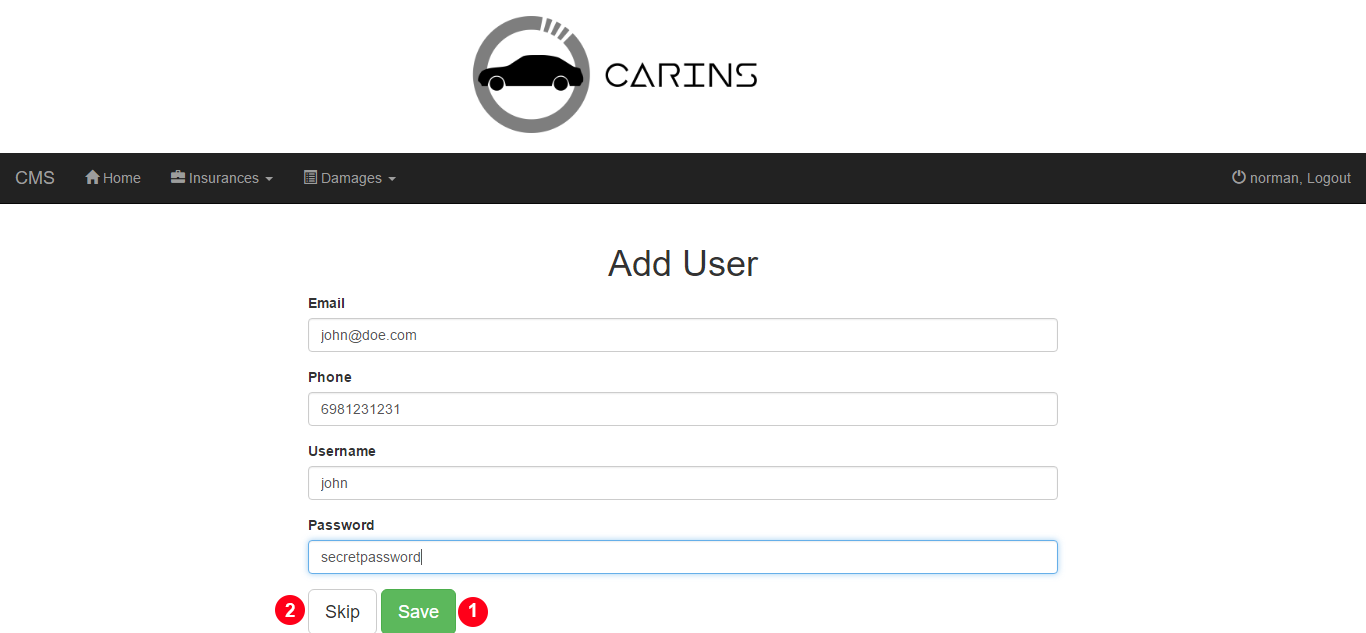 CARINS
CMS Home Insurances Damages norman, Logout
Add User
Email
john@doe.com
Phone
6981231231
Username
john
Password
secretpassword
2 Skip Save 1